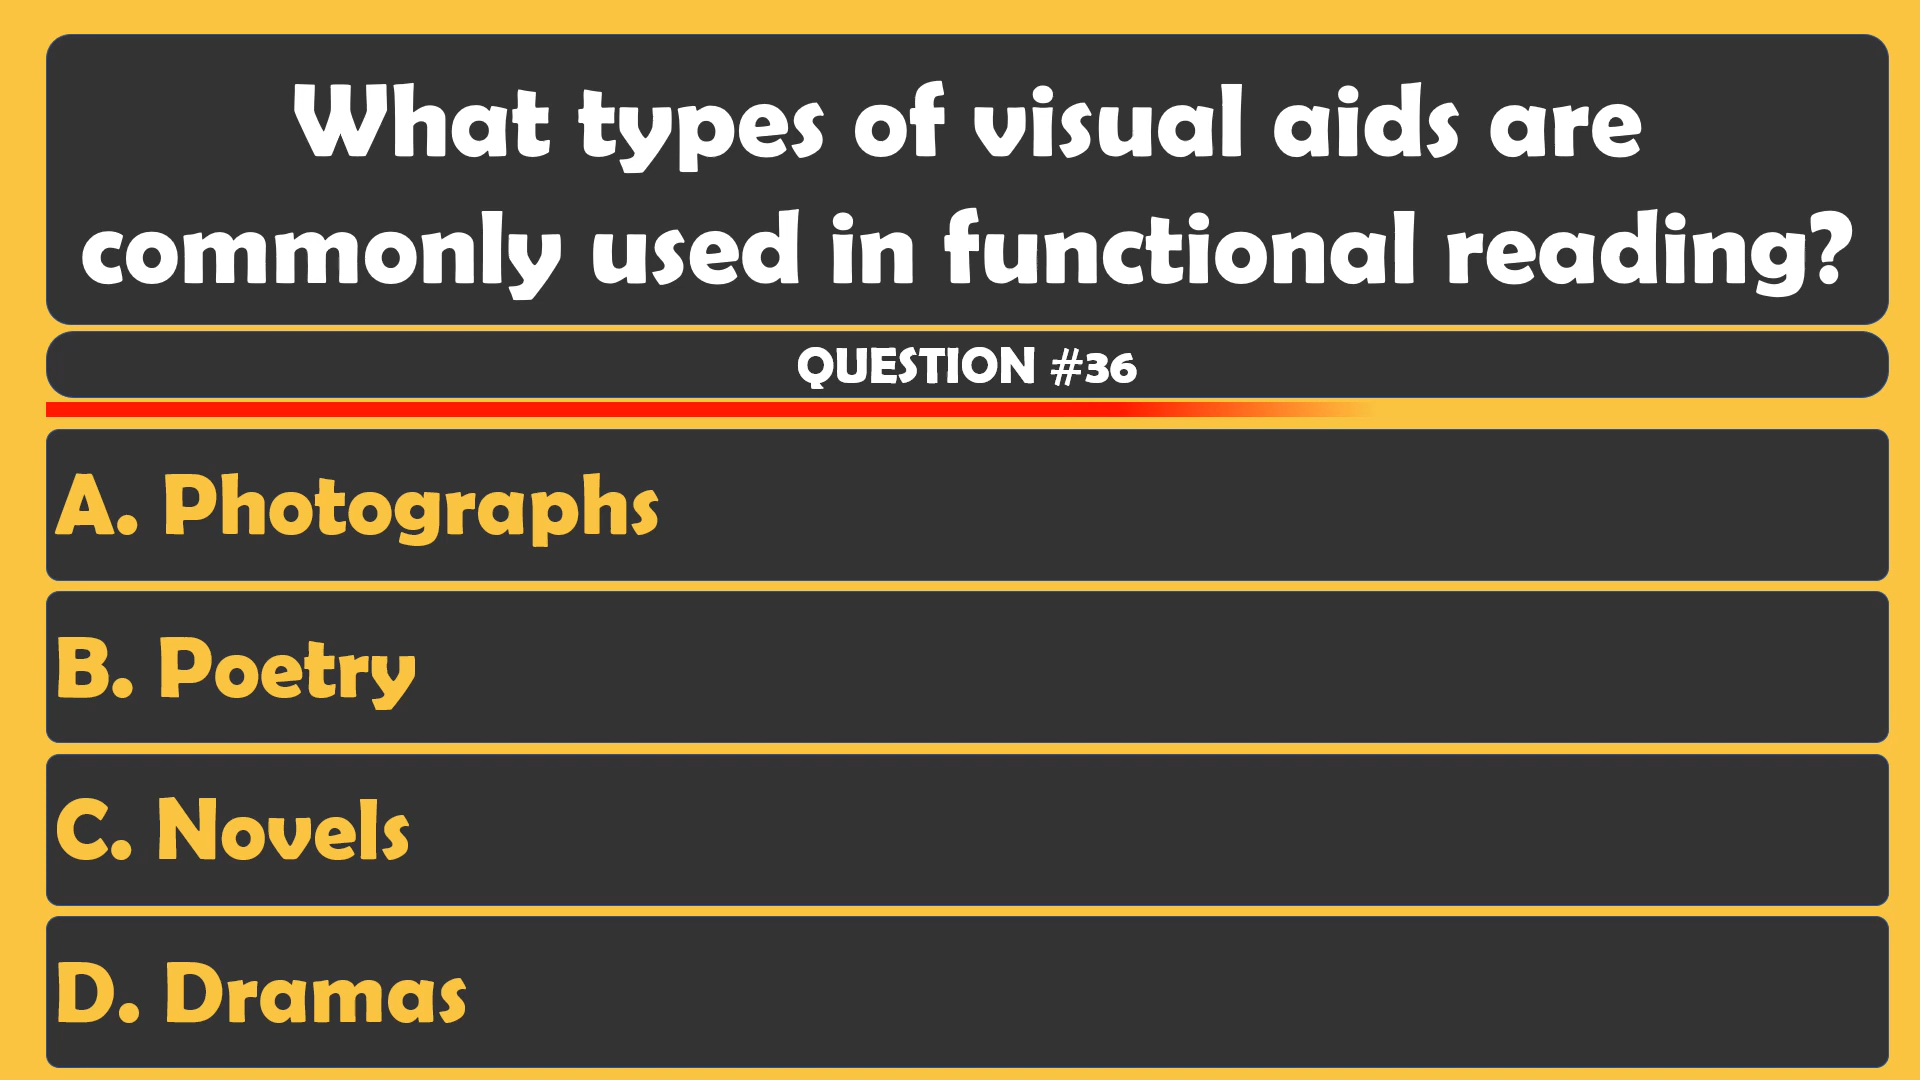 What types of visual aids are
commonly used in functional reading?
QUESTION #36
A. Photographs
B. Poetry
C. Novels
D. Dramas